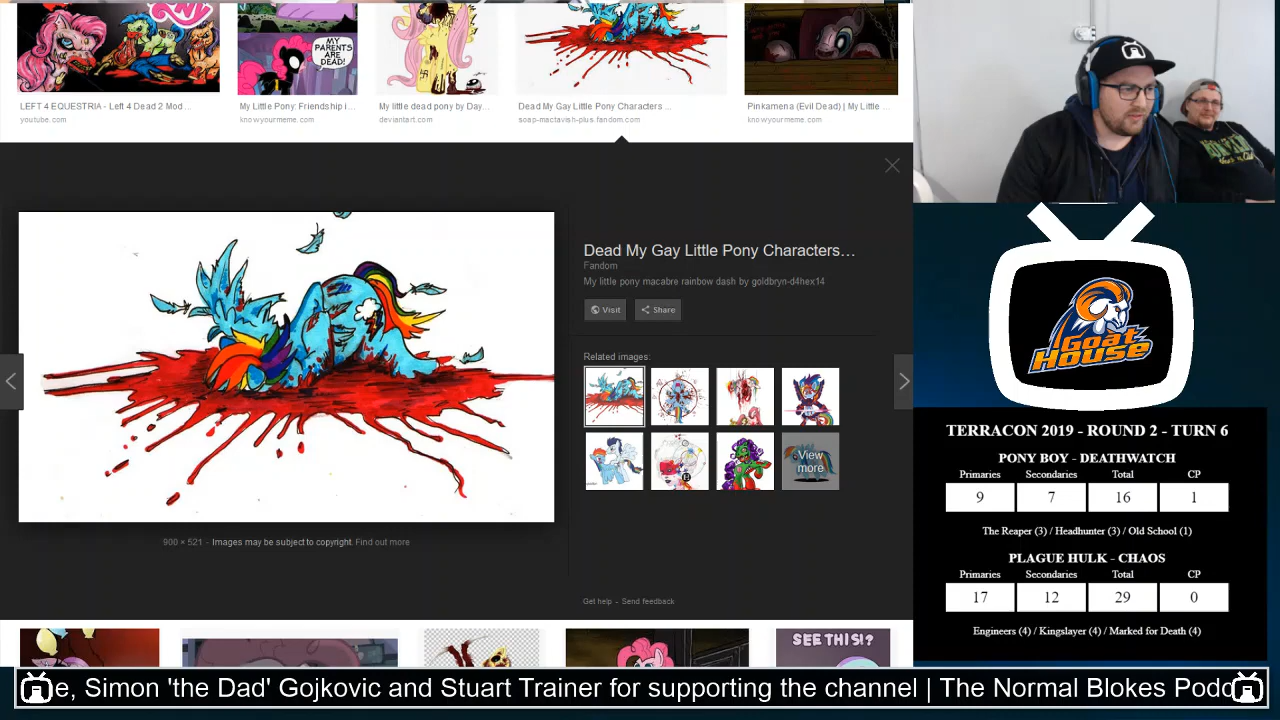 MY PARENTS ARE DEAD!
LEFT 4 EQUESTRIA - Left 4 Dead 2 Mod ...
youtube.com
My Little Pony: Friendship i...
knowyourmeme.com
My little dead pony by Day...
deviantart.com
Dead My Gay Little Pony Characters ...
soap-mactavish-plus.fandom.com
Pinkamena (Evil Dead) | My Little ...
knowyourmeme.com
Dead My Gay Little Pony Characters...
Fandom
My little pony macabre rainbow dash by goldbryn-d4hex14
Visit
Share
Related images:
View more
900 × 521 - Images may be subject to copyright. Find out more
Get help - Send feedback
SEE THIS!?
GOAT HOUSE
TERRACON 2019 - ROUND 2 - TURN 6
PONY BOY - DEATHWATCH
Primaries Secondaries Total CP
9 7 16 1
The Reaper (3) / Headhunter (3) / Old School (1)
PLAGUE HULK - CHAOS
Primaries Secondaries Total CP
17 12 29 0
Engineers (4) / Kingslayer (4) / Marked for Death (4)
e, Simon 'the Dad' Gojkovic and Stuart Trainer for supporting the channel | The Normal Blokes Podc